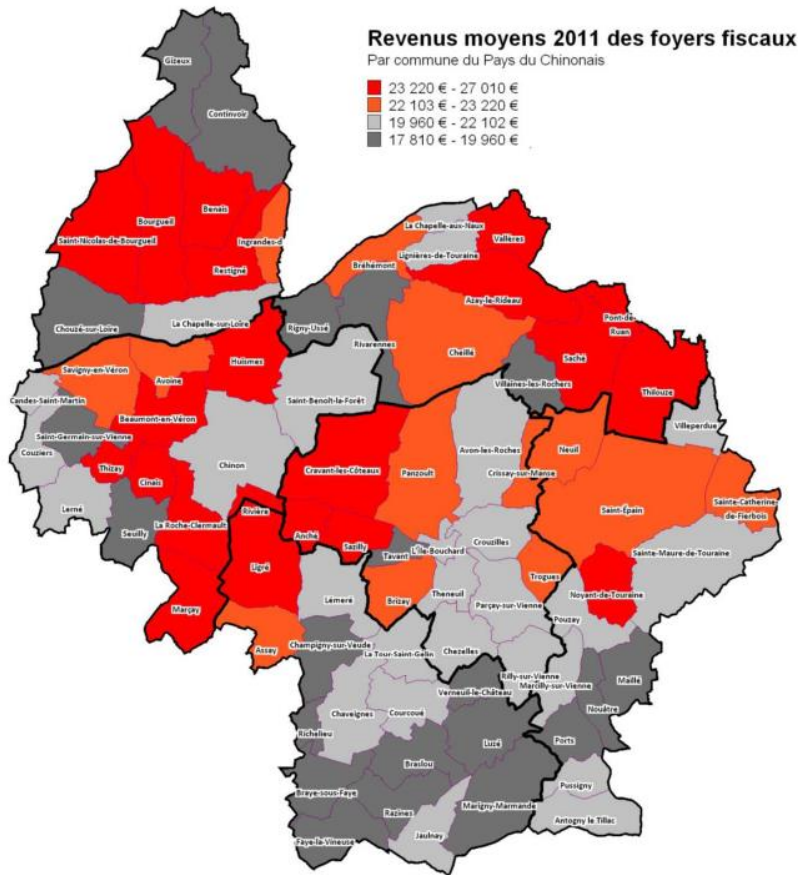 Revenus moyens 2011 des foyers fiscaux
Par commune du Pays du Chinonais
23 220 € - 27 010 €
22 103 € - 23 220 €
19 960 € - 22 102 €
17 810 € - 19 960 €
Gizeux
Continvoir
Benais
Bourgueil
Saint-Nicolas-de-Bourgueil
Ingrandes-d
Restigné
La Chapelle-aux-Naux
Vallères
Lignières-de-Touraine
Bréhémont
Azay-le-Rideau
Chouzé-sur-Loire
La Chapelle-sur-Loire
Rigny-Ussé
Pont-de-
Ruan
Rivarennes
Huismes
Cheillé
Saché
Savigny-en-Véron
Avoine
Villaines-les-Rochers
Thilouze
Candes-Saint-Martin
Saint-Benoît-la-Forêt
Beaumont-en-Véron
Villeperdue
Saint-Germain-sur-Vienne
Couziers
Thizay
Chinon
Cravant-les-Côteaux
Panzoult
Avon-les-Roches
Neuil
Crissay-sur-Manse
Cinais
Lerné
Saint-Épain
Sainte-Catherine-
de-Fierbois
Seuilly
La Roche-Clermault
Rivière
Anché
Sazilly
Tavant
L'Île-Bouchard
Crouzilles
Sainte-Maure-de-Touraine
Ligré
Trogues
Noyant-de-Touraine
Marçay
Lémeré
Brizay
Theneuil
Parçay-sur-Vienne
Pouzay
Assay
Champigny-sur-Veude
La Tour-Saint-Gelin
Chezelles
Rilly-sur-Vienne
Marcilly-sur-Vienne
Maillé
Verneuil-le-Château
Nouâtre
Chaveignes
Courcoué
Richelieu
Luzé
Ports
Braslou
Pussigny
Braye-sous-Faye
Razines
Marigny-Marmande
Antogny le Tillac
Faye-la-Vineuse
Jaulnay